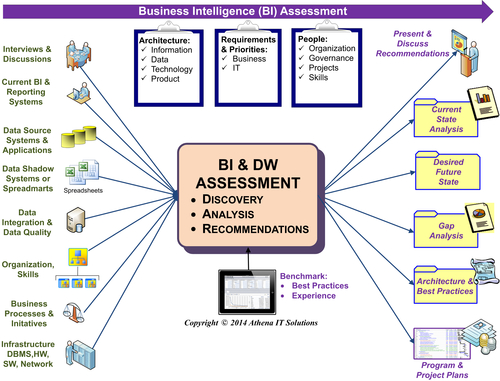 Business Intelligence (BI) Assessment
Architecture:
✓ Information
✓ Data
✓ Technology
✓ Product
Requirements
& Priorities:
✓ Business
✓ IT
People:
✓ Organization
✓ Governance
✓ Projects
✓ Skills
Interviews &
Discussions
Current BI &
Reporting
Systems
Data Source
Systems &
Applications
Data Shadow
Systems or
Spreadmarts
Spreadsheets
Data
Integration &
Data Quality
Organization,
Skills
Business
Processes &
Initatives
Infrastructure
DBMS,HW,
SW, Network
BI & DW
ASSESSMENT
• DISCOVERY
• ANALYSIS
• RECOMMENDATIONS
Benchmark:
• Best Practices
• Experience
Copyright © 2014 Athena IT Solutions
Present &
Discuss
Recommendations
Current
State
Analysis
Desired
Future
State
Gap
Analysis
Architecture &
Best Practices
Program &
Project Plans